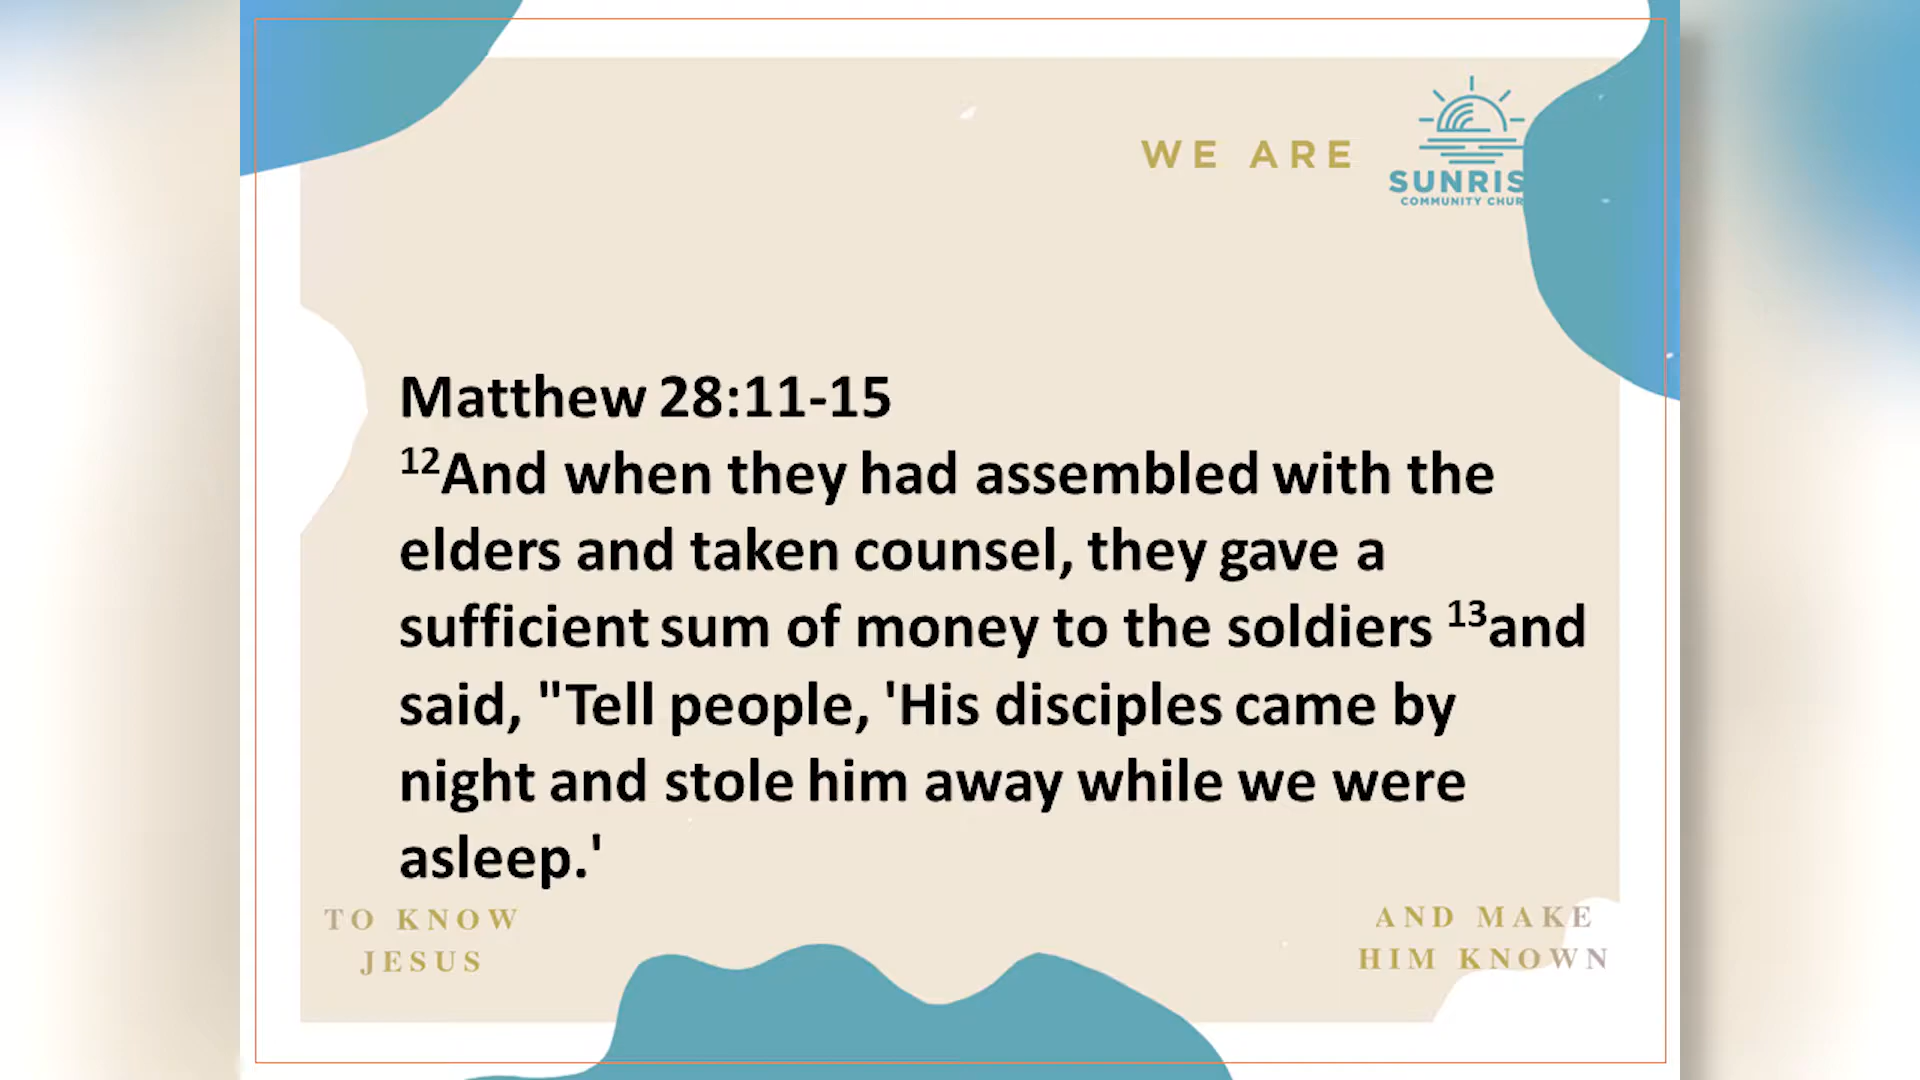 WE ARE
SUNRIS
COMMUNITY CHUR
Matthew 28:11-15
12And when they had assembled with the
elders and taken counsel, they gave a
sufficient sum of money to the soldiers 13and
said, "Tell people, 'His disciples came by
night and stole him away while we were
asleep.'
TO KNOW
JESUS
AND MAKE
HIM KNOWN